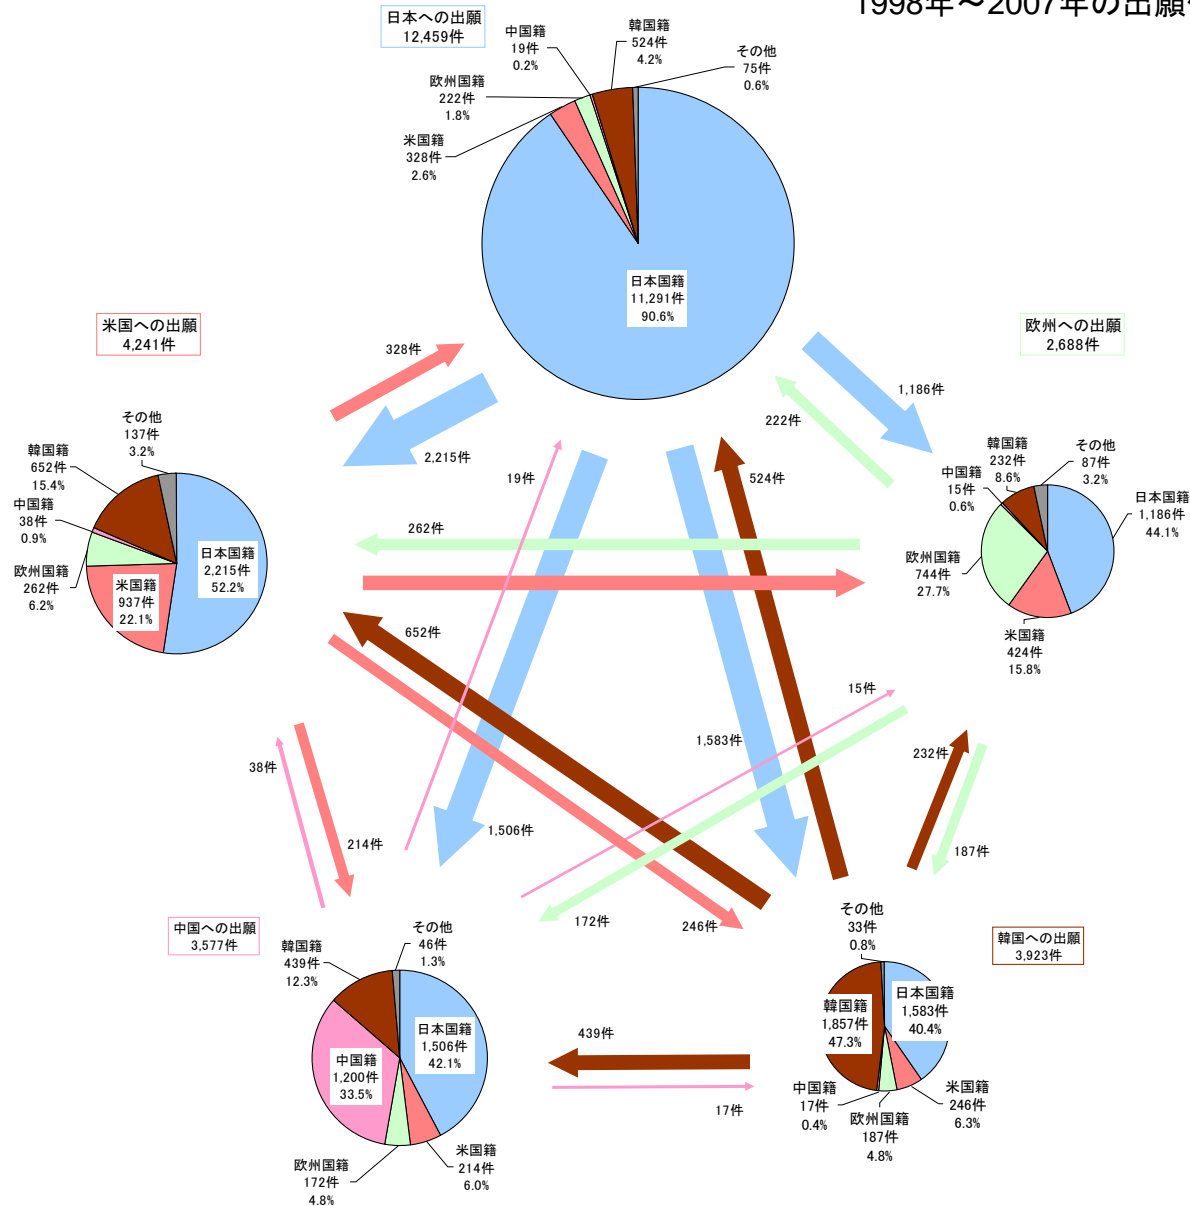 1998年～2007年の出願
日本への出願
12,459件
中国籍
19件
0.2%
韓国籍
524件
4.2%
その他
75件
0.6%
欧州国籍
222件
1.8%
米国籍
328件
2.6%
日本国籍
11,291件
90.6%
米国への出願
4,241件
欧州への出願
2,688件
328件
2,215件
1,186件
222件
19件
524件
その他
137件
3.2%
韓国籍
652件
15.4%
中国籍
38件
0.9%
欧州国籍
262件
6.2%
米国籍
937件
22.1%
日本国籍
2,215件
52.2%
262件
韓国籍
232件
8.6%
その他
87件
3.2%
中国籍
15件
0.6%
日本国籍
1,186件
44.1%
欧州国籍
744件
27.7%
米国籍
424件
15.8%
652件
15件
1,583件
232件
38件
214件
1,506件
187件
172件
246件
中国への出願
3,577件
韓国への出願
3,923件
その他
46件
1.3%
韓国籍
439件
12.3%
日本国籍
1,506件
42.1%
中国籍
1,200件
33.5%
欧州国籍
172件
4.8%
米国籍
214件
6.0%
439件
17件
その他
33件
0.8%
韓国籍
1,857件
47.3%
日本国籍
1,583件
40.4%
中国籍
17件
0.4%
欧州国籍
187件
4.8%
米国籍
246件
6.3%